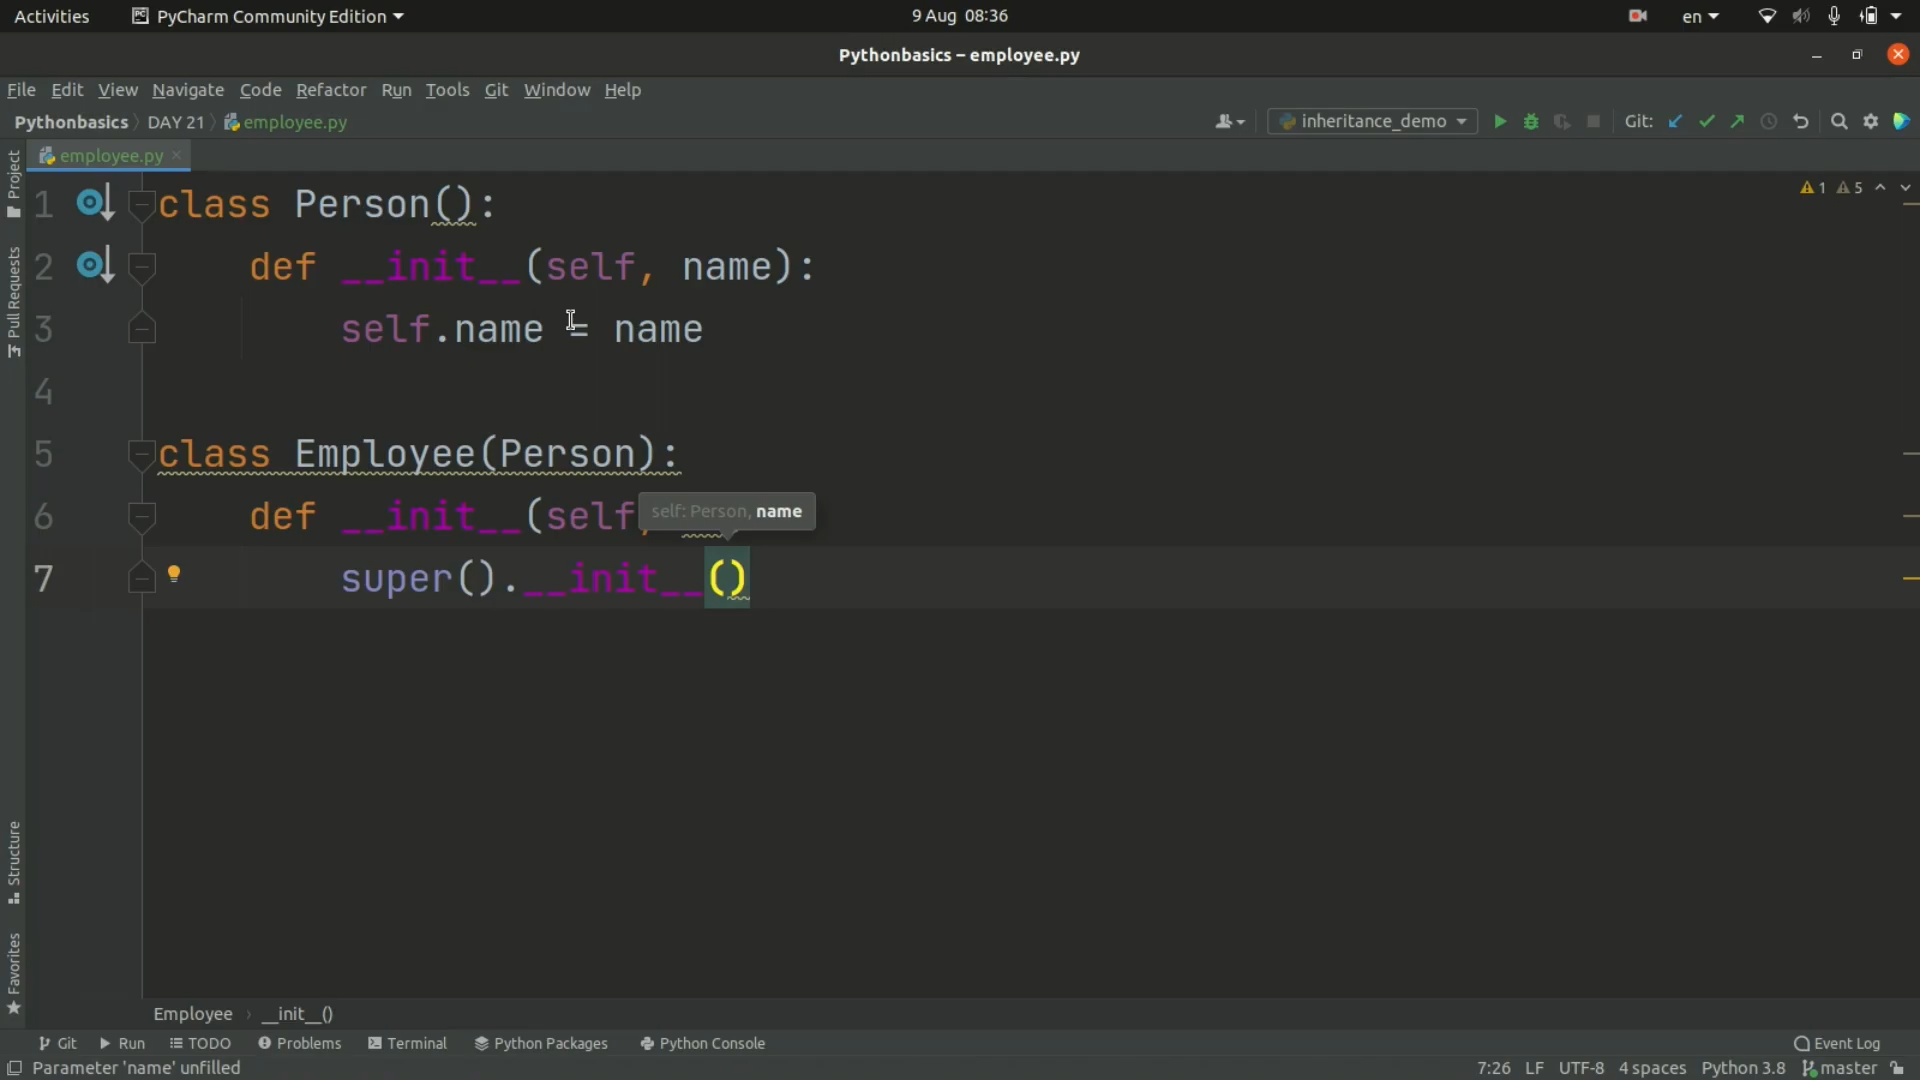 Activities PyCharm Community Edition 9 Aug 08:36 en
Pythonbasics – employee.py
File Edit View Navigate Code Refactor Run Tools Git Window Help
Pythonbasics DAY 21 employee.py inheritance_demo Git:
employee.py
Project
Pull Requests
Structure
Favorites
1 class Person():
1 5
2 def __init__(self, name):
3 self.name = name
4
5 class Employee(Person):
6 def __init__(self,
self: Person, name
7 super().__init__()
Employee __init__()
Git Run TODO Problems Terminal Python Packages Python Console Event Log
Parameter 'name' unfilled 7:26 LF UTF-8 4 spaces Python 3.8 master